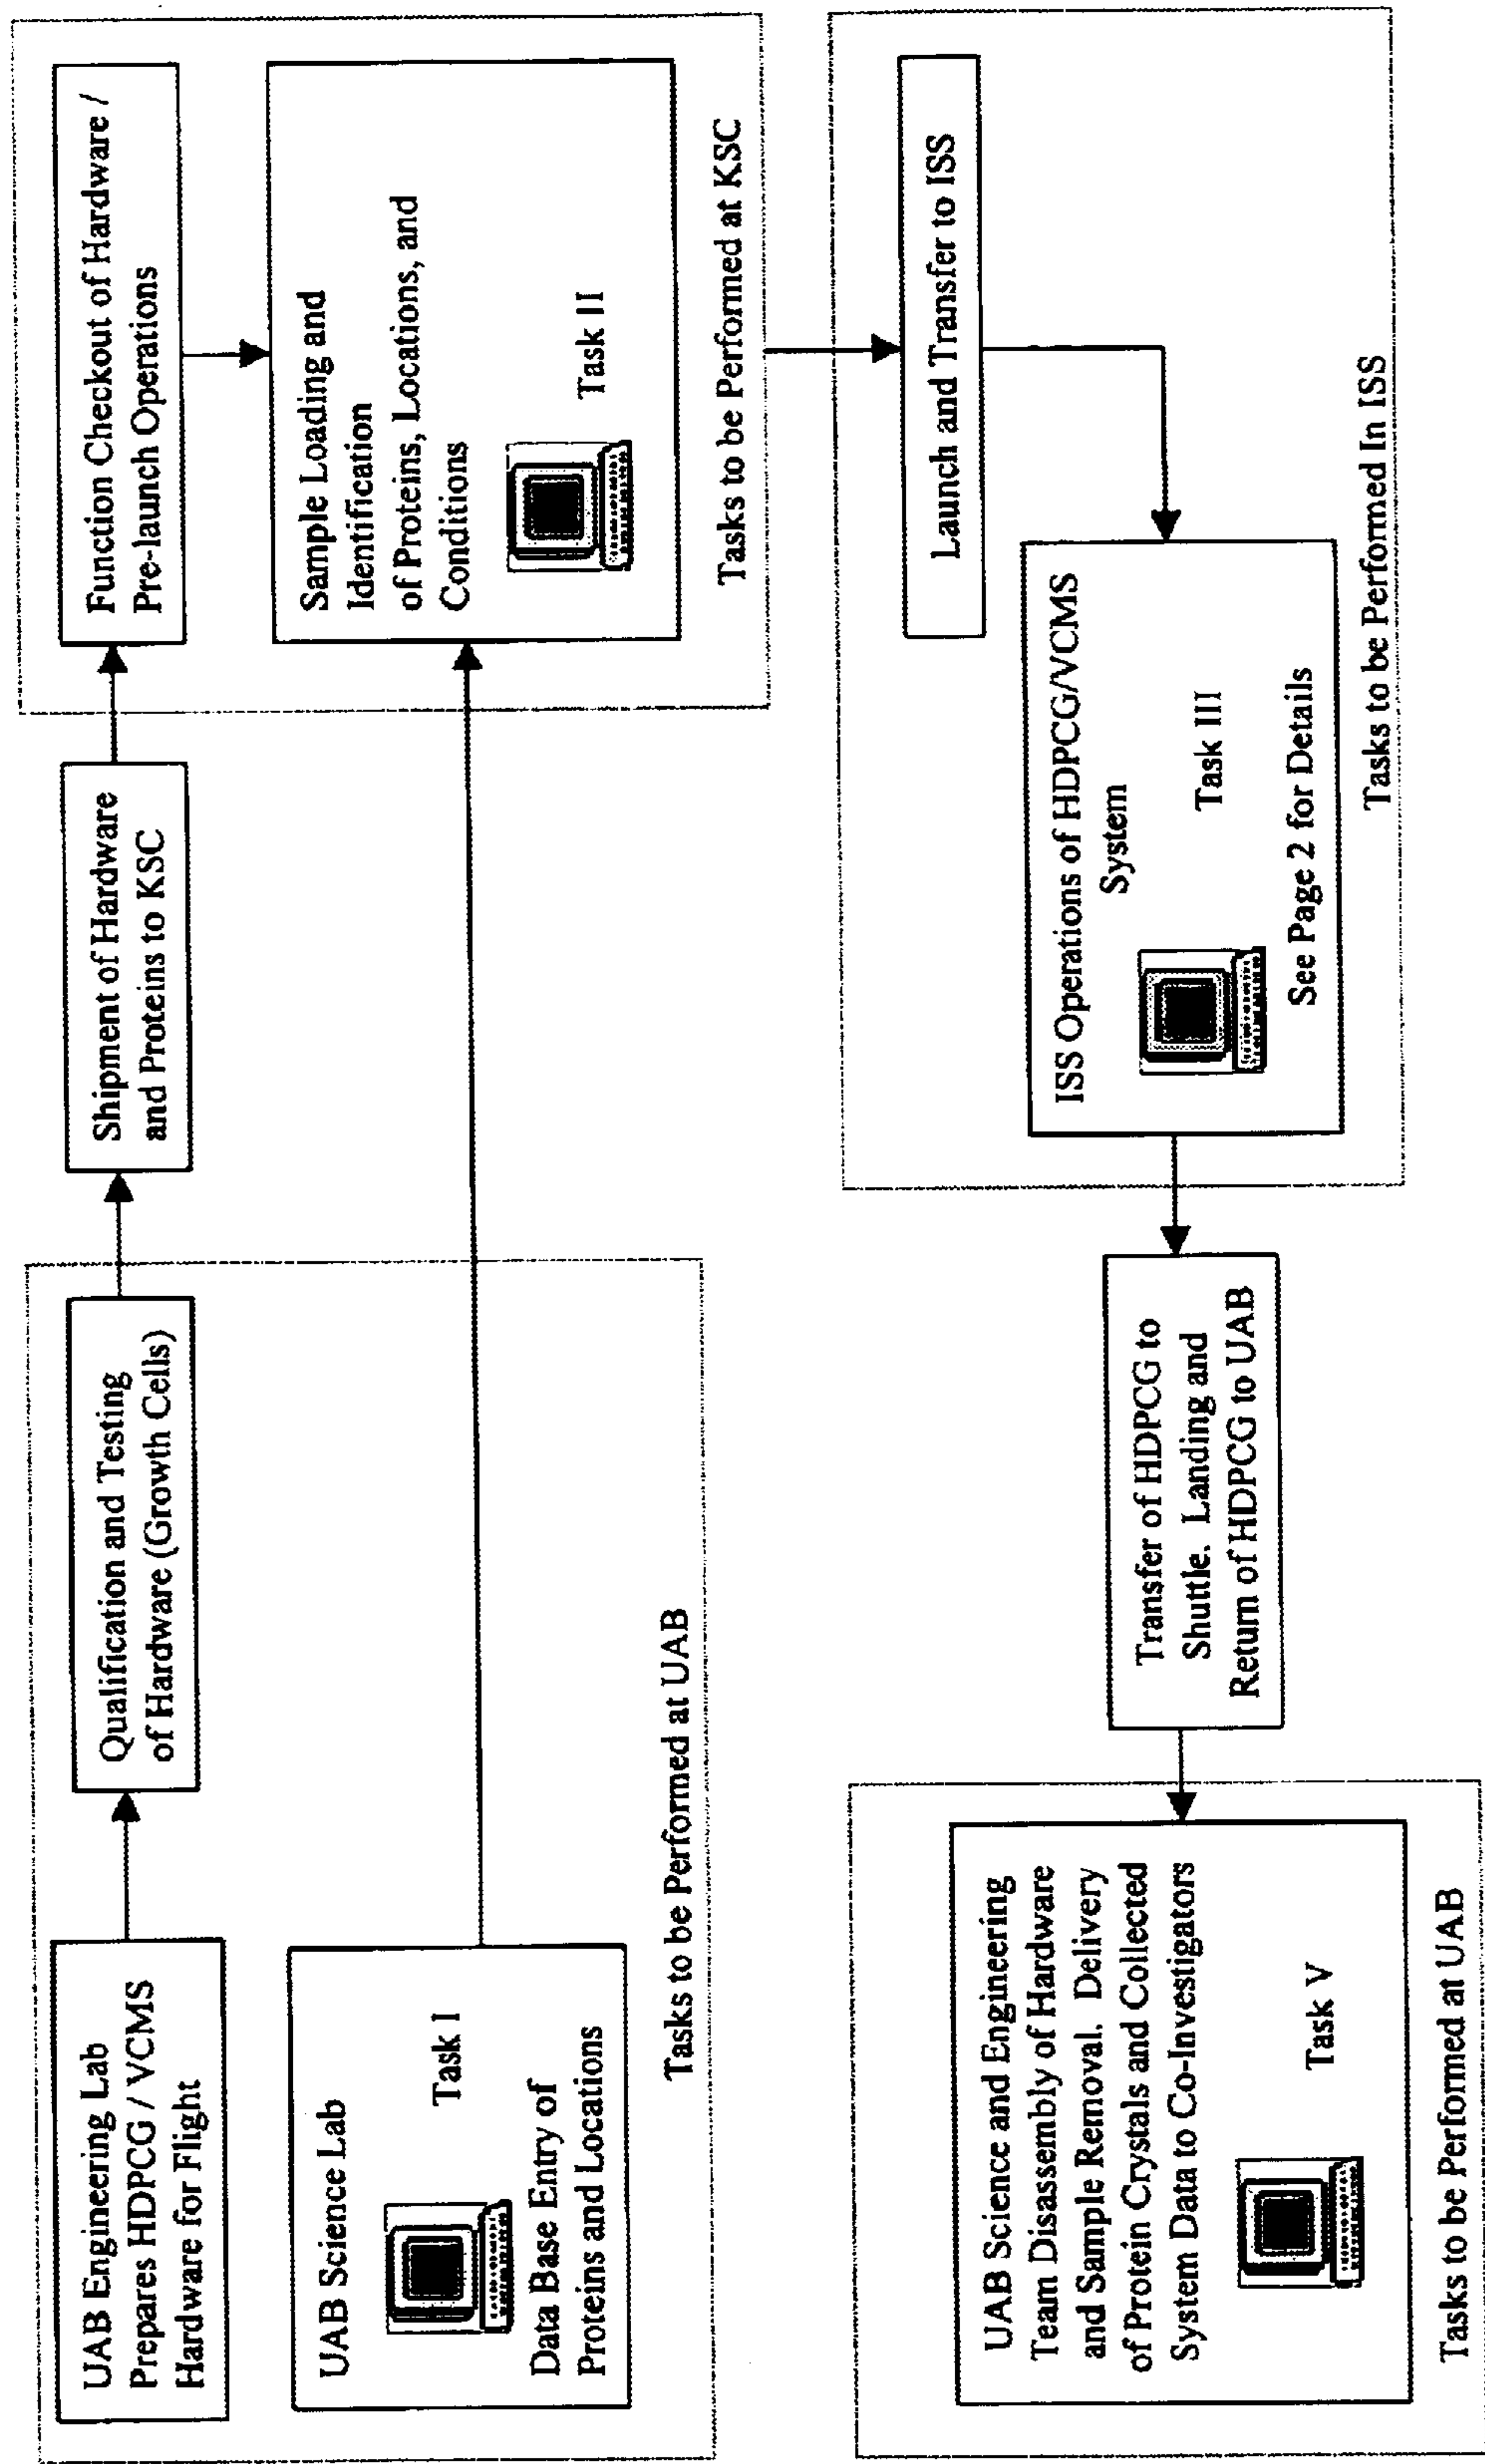 UAB Engineering Lab
Prepares HDPCG / VCMS
Hardware for Flight
Qualification and Testing
of Hardware (Growth Cells)
UAB Science Lab
Task I
Data Base Entry of
Proteins and Locations
Tasks to be Performed at UAB
Shipment of Hardware
and Proteins to KSC
Function Checkout of Hardware /
Pre-launch Operations
Sample Loading and
Identification
of Proteins, Locations, and
Conditions
Task II
Tasks to be Performed at KSC
Launch and Transfer to ISS
ISS Operations of HDPCG/VCMS
System
Task III
See Page 2 for Details
Tasks to be Performed In ISS
Transfer of HDPCG to
Shuttle. Landing and
Return of HDPCG to UAB
UAB Science and Engineering
Team Disassembly of Hardware
and Sample Removal. Delivery
of Protein Crystals and Collected
System Data to Co-Investigators
Task V
Tasks to be Performed at UAB